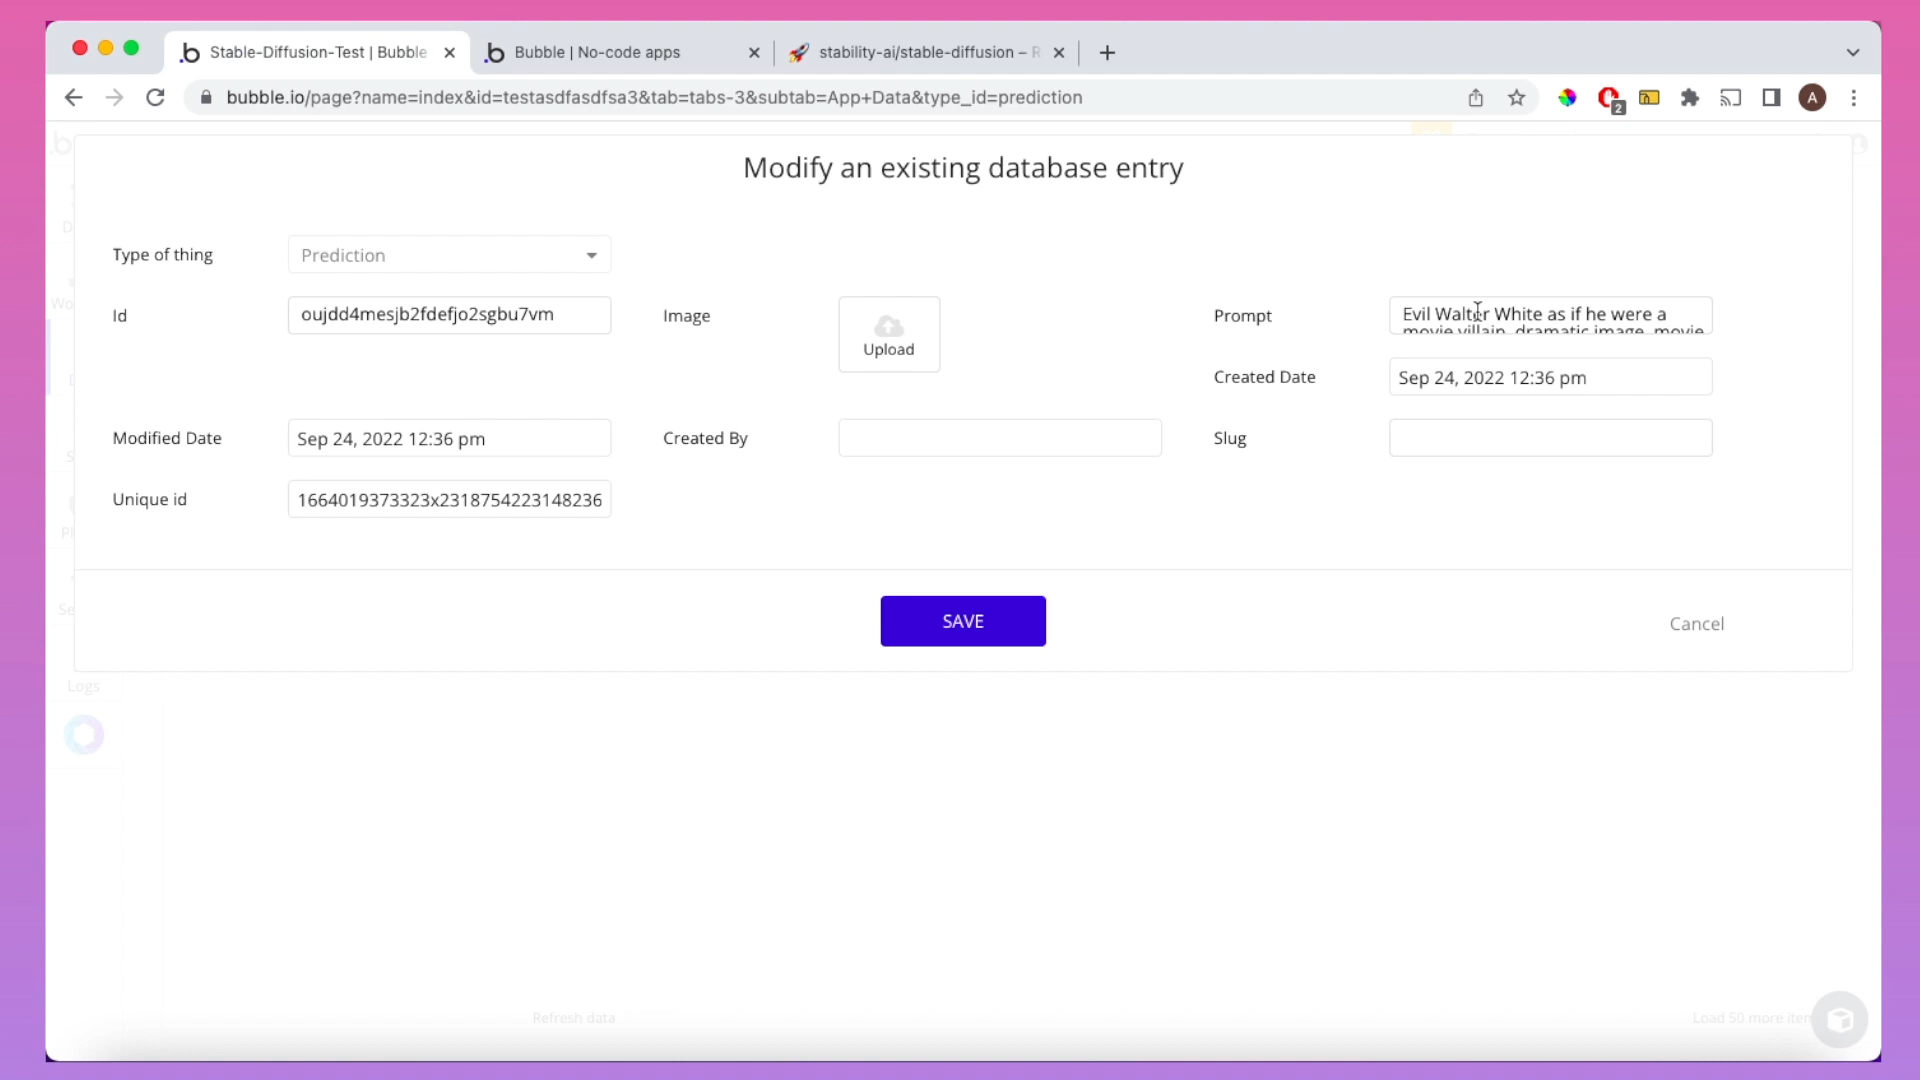 Stable-Diffusion-Test | Bubble
Bubble | No-code apps
stability-ai/stable-diffusion – R
bubble.io/page?name=index&id=testasdfasdfsa3&tab=tabs-3&subtab=App+Data&type_id=prediction
2
A
Modify an existing database entry
Type of thing
Prediction
Id
oujdd4mesjb2fdefjo2sgbu7vm
Image
Upload
Prompt
Evil Walter White as if he were a
movie villain, dramatic image, movie
Created Date
Sep 24, 2022 12:36 pm
Modified Date
Sep 24, 2022 12:36 pm
Created By
Slug
Unique id
1664019373323x2318754223148236
SAVE
Cancel
Logs
Refresh data
Load 50 more item